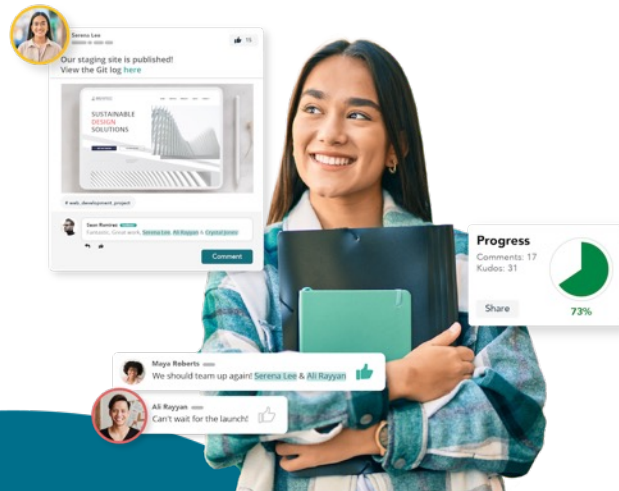 Serena Lee
15
Our staging site is published!
View the Git log here
SUSTAINABLE
DESIGN
SOLUTIONS
# web_development_project
Sean Ramirez
Fantastic. Great work, Serena Lee, Ali Rayyan & Crystal Jones
Comment
Progress
Comments: 17
Kudos: 31
Share
73%
Maya Roberts
We should team up again! Serena Lee & Ali Rayyan
Ali Rayyan
Can't wait for the launch!